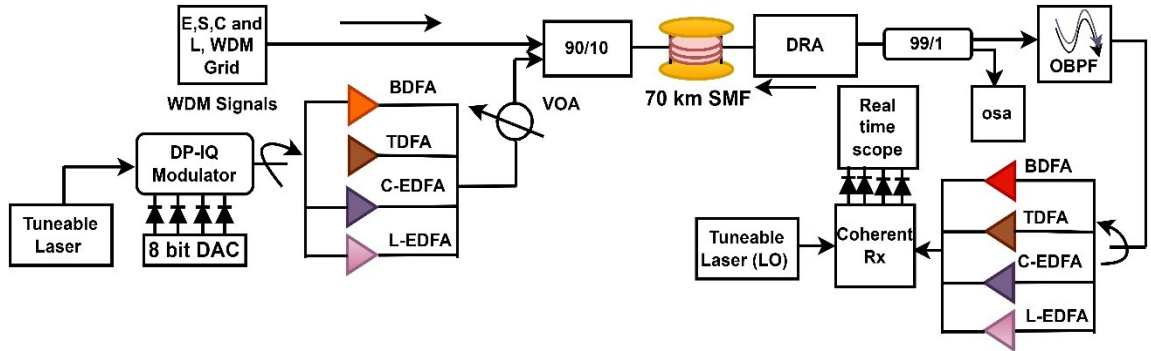 E,S,C and
L, WDM
Grid
WDM Signals
Tuneable
Laser
DP-IQ
Modulator
8 bit DAC
BDFA
TDFA
C-EDFA
L-EDFA
VOA
90/10
70 km SMF
DRA
99/1
OBPF
osa
Real
time
scope
Tuneable
Laser (LO)
Coherent
Rx
BDFA
TDFA
C-EDFA
L-EDFA